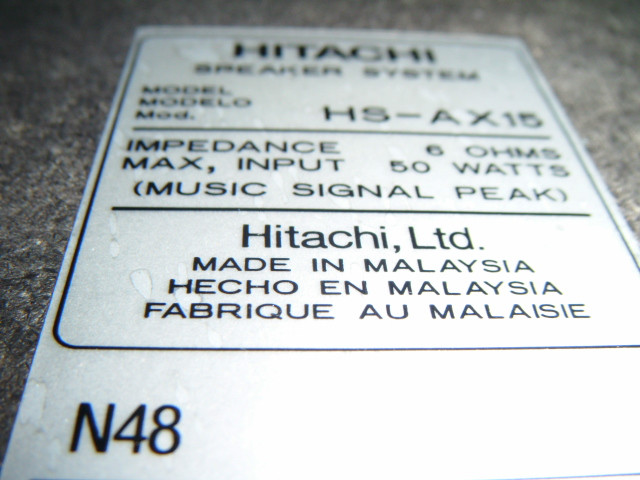 HITACHI
SPEAKER SYSTEM
MODEL
MODELO
Mod. HS-AX15
IMPEDANCE 6 OHMS
MAX, INPUT 50 WATTS
(MUSIC SIGNAL PEAK)
Hitachi, Ltd.
MADE IN MALAYSIA
HECHO EN MALAYSIA
FABRIQUE AU MALAISIE
N48